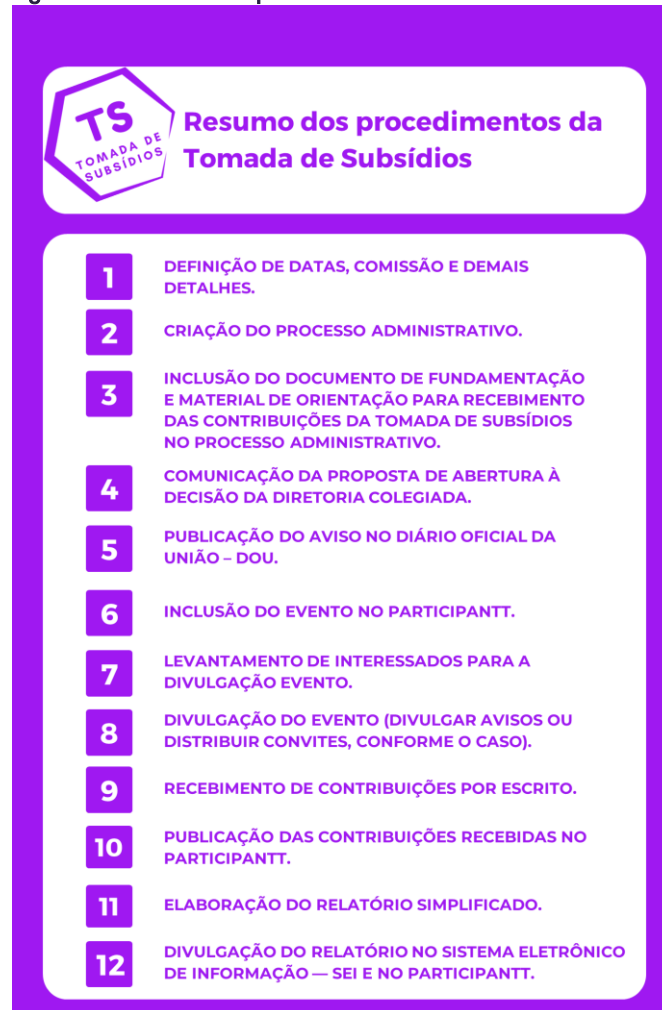 TS
TOMADA DE
SUBSÍDIOS
Resumo dos procedimentos da
Tomada de Subsídios
1
DEFINIÇÃO DE DATAS, COMISSÃO E DEMAIS
DETALHES.
2
CRIAÇÃO DO PROCESSO ADMINISTRATIVO.
3
INCLUSÃO DO DOCUMENTO DE FUNDAMENTAÇÃO
E MATERIAL DE ORIENTAÇÃO PARA RECEBIMENTO
DAS CONTRIBUIÇÕES DA TOMADA DE SUBSÍDIOS
NO PROCESSO ADMINISTRATIVO.
4
COMUNICAÇÃO DA PROPOSTA DE ABERTURA À
DECISÃO DA DIRETORIA COLEGIADA.
5
PUBLICAÇÃO DO AVISO NO DIÁRIO OFICIAL DA
UNIÃO – DOU.
6
INCLUSÃO DO EVENTO NO PARTICIPANTT.
7
LEVANTAMENTO DE INTERESSADOS PARA A
DIVULGAÇÃO EVENTO.
8
DIVULGAÇÃO DO EVENTO (DIVULGAR AVISOS OU
DISTRIBUIR CONVITES, CONFORME O CASO).
9
RECEBIMENTO DE CONTRIBUIÇÕES POR ESCRITO.
10
PUBLICAÇÃO DAS CONTRIBUIÇÕES RECEBIDAS NO
PARTICIPANTT.
11
ELABORAÇÃO DO RELATÓRIO SIMPLIFICADO.
12
DIVULGAÇÃO DO RELATÓRIO NO SISTEMA ELETRÔNICO
DE INFORMAÇÃO — SEI E NO PARTICIPANTT.